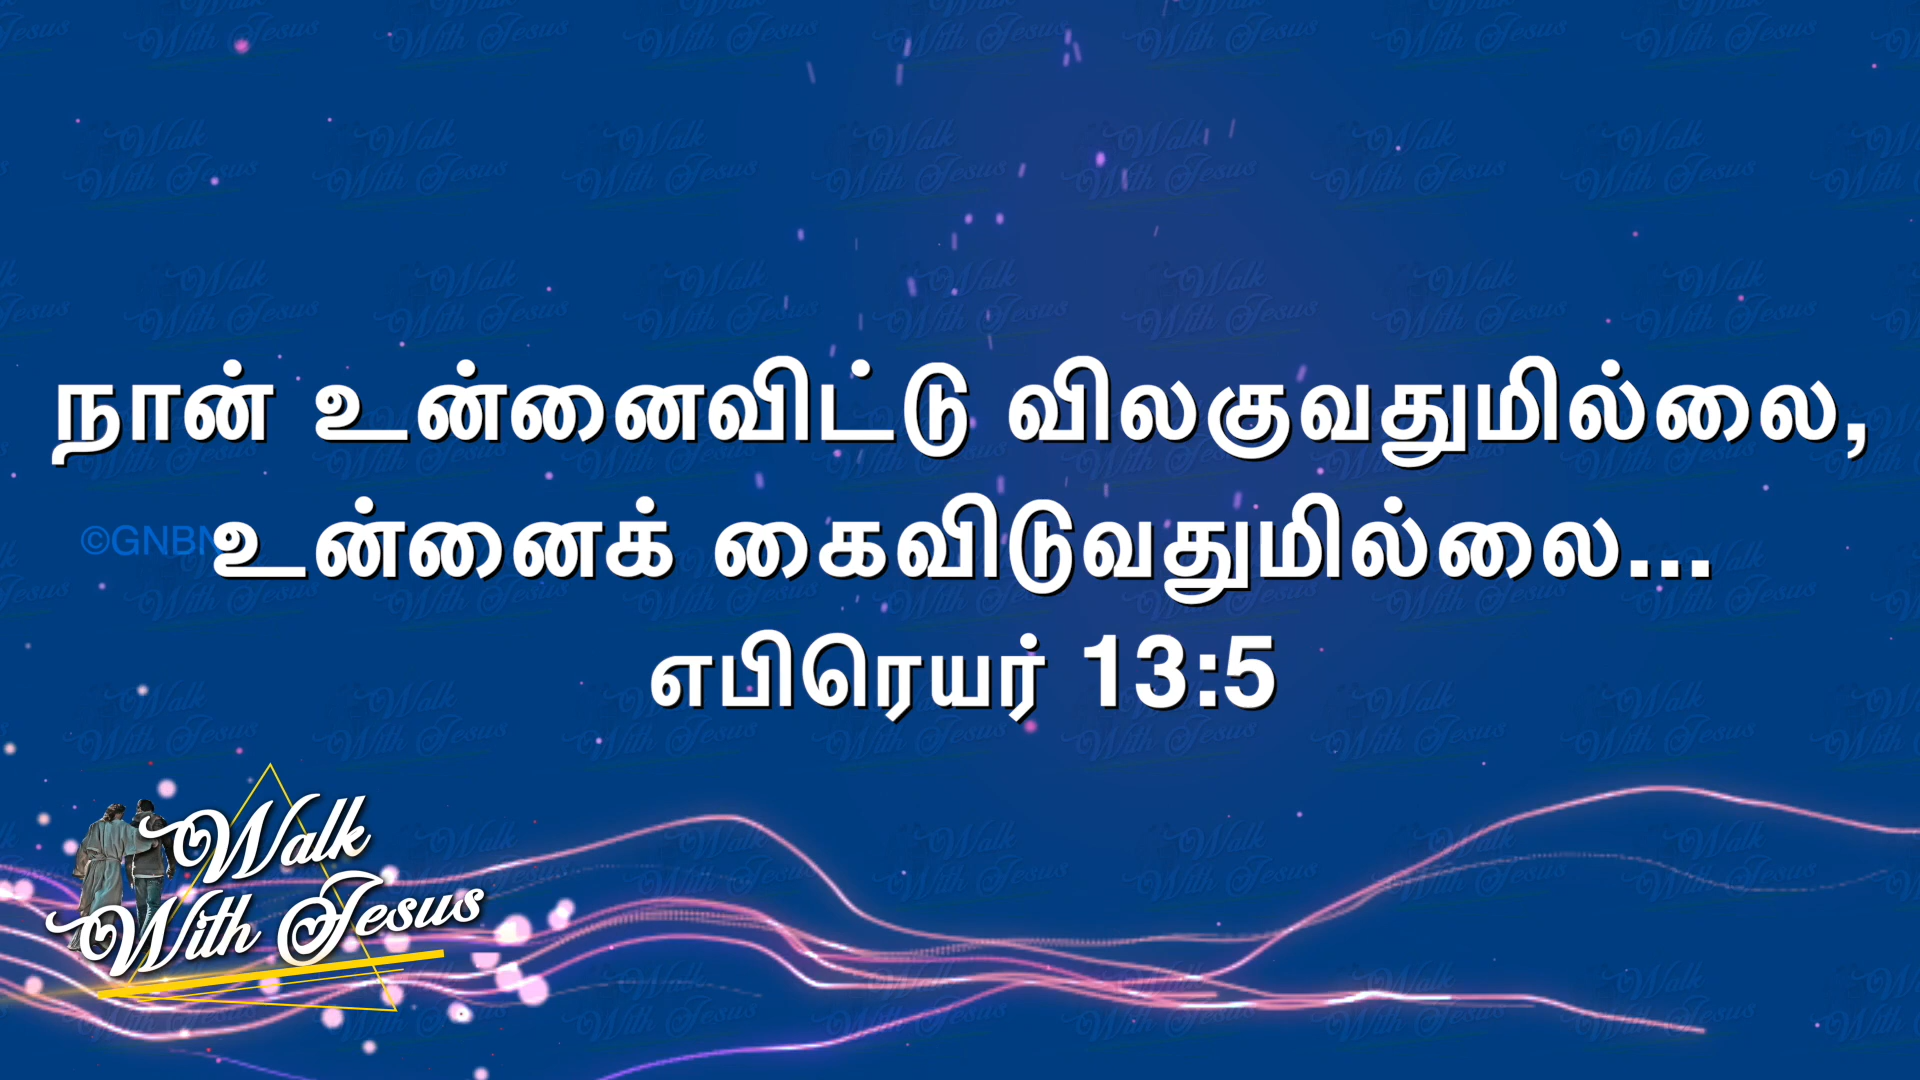 நான் உன்னைவிட்டு விலகுவதுமில்லை,
©GNBN
உன்னைக் கைவிடுவதுமில்லை...
எபிரெயர் 13:5
Walk
With Jesus